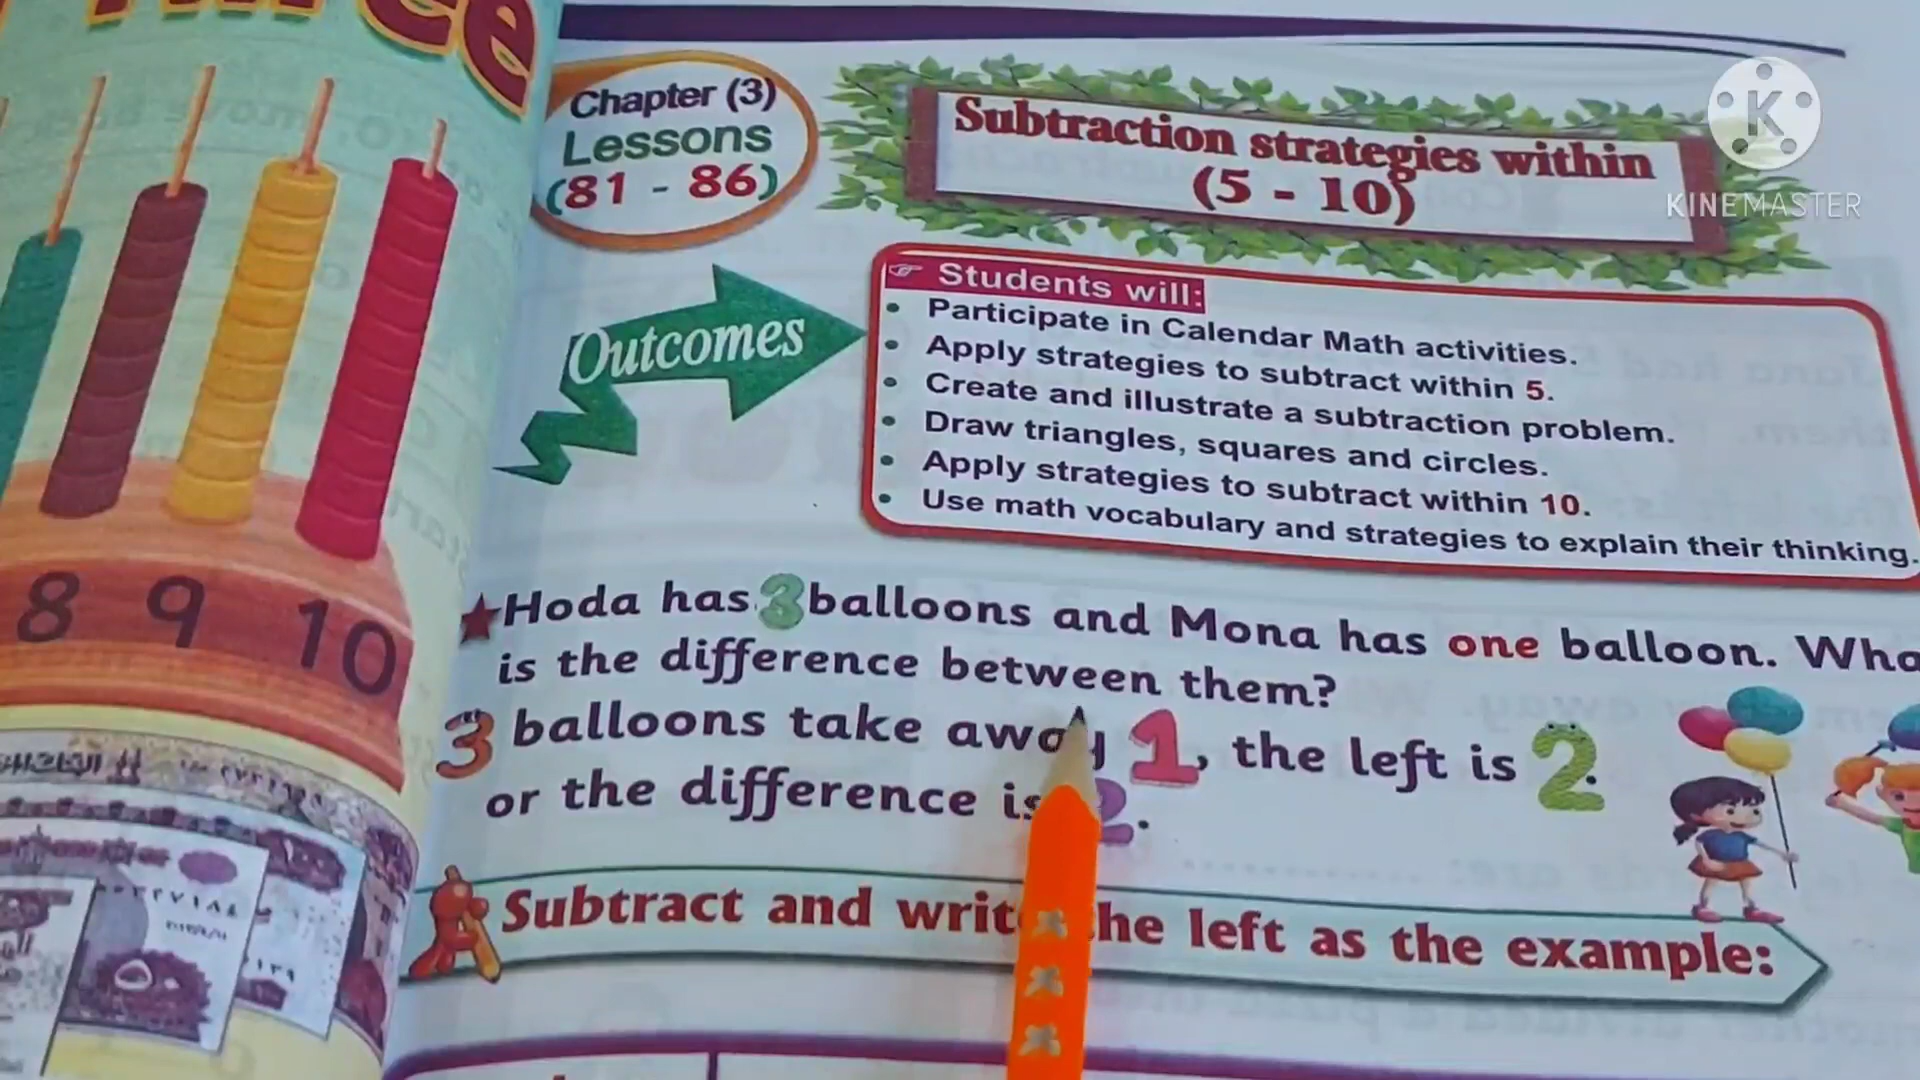 Chapter (3)
Lessons
(81 - 86)
Subtraction strategies within
(5 - 10)
KINEMASTER
Outcomes
Students will:
• Participate in Calendar Math activities.
• Apply strategies to subtract within 5.
• Create and illustrate a subtraction problem.
• Draw triangles, squares and circles.
• Apply strategies to subtract within 10.
• Use math vocabulary and strategies to explain their thinking.
8 9 10
Hoda has 3 balloons and Mona has one balloon.
is the difference between them?
3 balloons take away 1, the left is 2.
or the difference is 2.
Subtract and write the left as the example:
٥٠